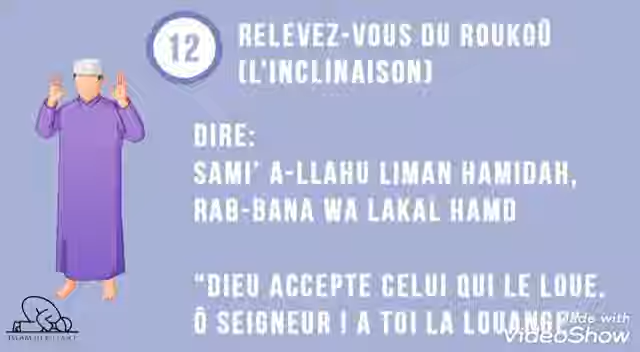 12
RELEVEZ-VOUS DU ROUKOÛ
(L'INCLINAISON)
DIRE:
SAMI' A-LLAHU LIMAN HAMIDAH,
RAB-BANA WA LAKAL HAMD
"DIEU ACCEPTE CELUI QUI LE LOUE.
Ô SEIGNEUR ! A TOI LA LOUANGE
Made with
VideoShow